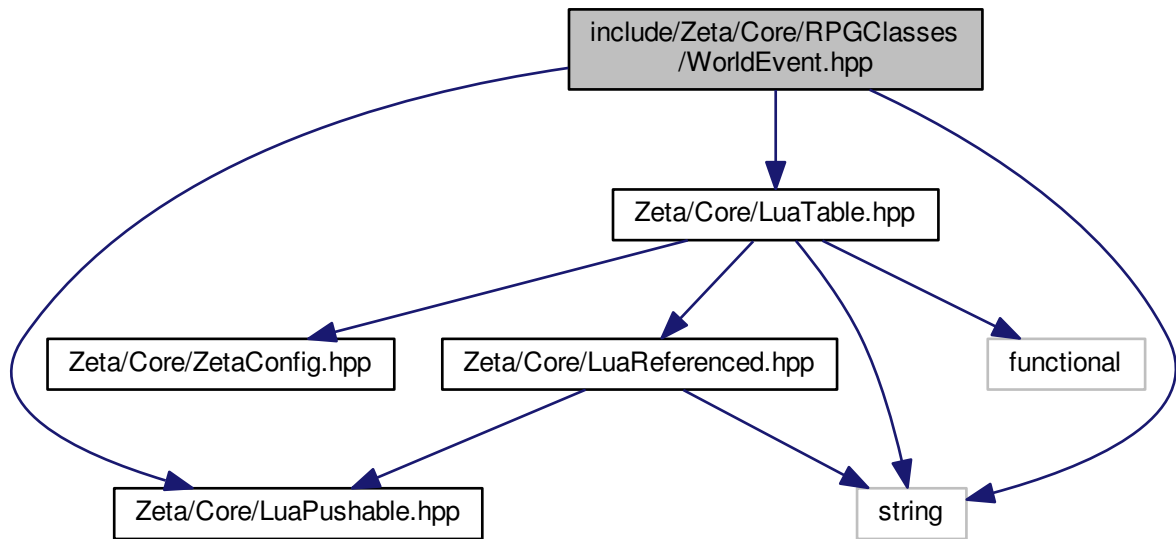 include/Zeta/Core/RPGClasses
/WorldEvent.hpp
Zeta/Core/LuaTable.hpp
Zeta/Core/ZetaConfig.hpp
Zeta/Core/LuaReferenced.hpp
functional
Zeta/Core/LuaPushable.hpp
string